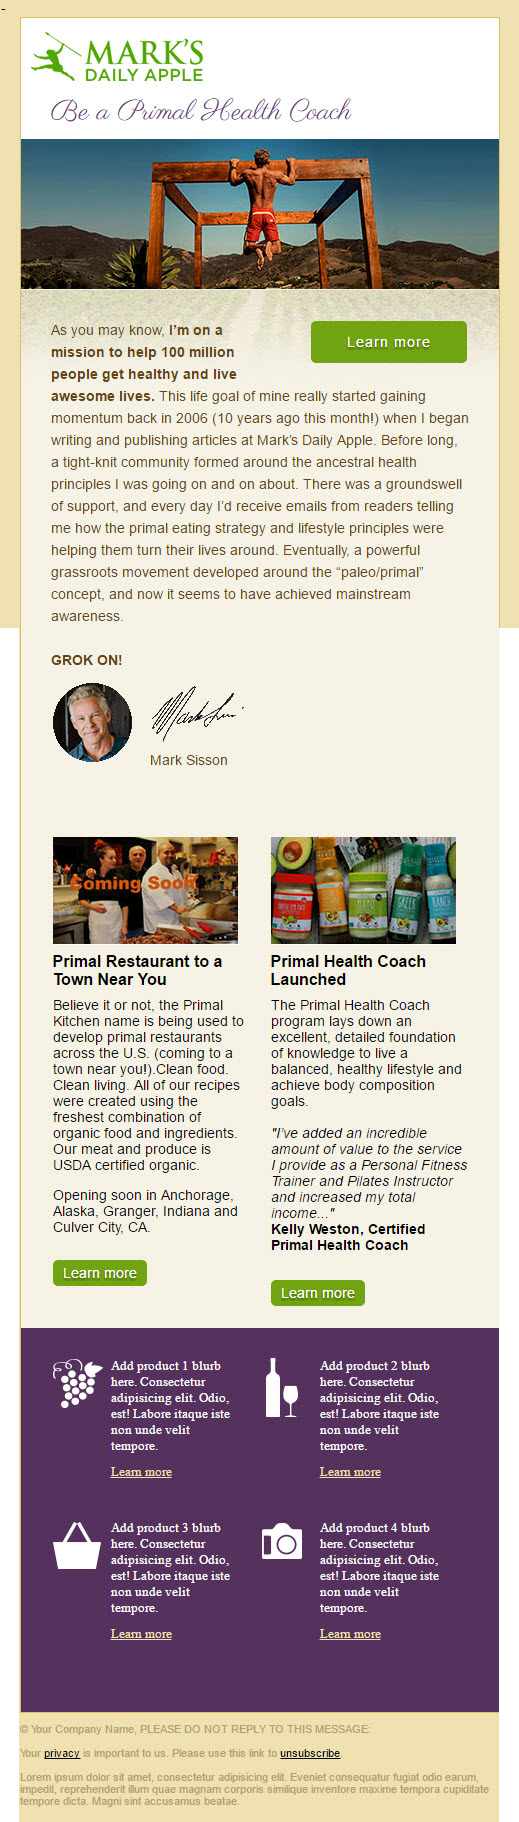 -
MARK'S
DAILY APPLE
Be a Primal Health Coach
As you may know, I'm on a
mission to help 100 million
people get healthy and live
awesome lives. This life goal of mine really started gaining
momentum back in 2006 (10 years ago this month!) when I began
writing and publishing articles at Mark's Daily Apple. Before long,
a tight-knit community formed around the ancestral health
principles I was going on and on about. There was a groundswell
of support, and every day I'd receive emails from readers telling
me how the primal eating strategy and lifestyle principles were
helping them turn their lives around. Eventually, a powerful
grassroots movement developed around the “paleo/primal”
concept, and now it seems to have achieved mainstream
awareness.
Learn more
GROK ON!
Mark Sisson
Coming Soon
Primal Restaurant to a
Town Near You
Believe it or not, the Primal
Kitchen name is being used to
develop primal restaurants
across the U.S. (coming to a
town near you!).Clean food.
Clean living. All of our recipes
were created using the
freshest combination of
organic food and ingredients.
Our meat and produce is
USDA certified organic.
Opening soon in Anchorage,
Alaska, Granger, Indiana and
Culver City, CA.
Learn more
MAYO
GREEK
RANCH
Primal Health Coach
Launched
The Primal Health Coach
program lays down an
excellent, detailed foundation
of knowledge to live a
balanced, healthy lifestyle and
achieve body composition
goals.
"I've added an incredible
amount of value to the service
I provide as a Personal Fitness
Trainer and Pilates Instructor
and increased my total
income..."
Kelly Weston, Certified
Primal Health Coach
Learn more
Add product 1 blurb
here. Consectetur
adipisicing elit. Odio,
est! Labore itaque iste
non unde velit
tempore.
Learn more
Add product 2 blurb
here. Consectetur
adipisicing elit. Odio,
est! Labore itaque iste
non unde velit
tempore.
Learn more
Add product 3 blurb
here. Consectetur
adipisicing elit. Odio,
est! Labore itaque iste
non unde velit
tempore.
Learn more
Add product 4 blurb
here. Consectetur
adipisicing elit. Odio,
est! Labore itaque iste
non unde velit
tempore.
Learn more
© Your Company Name, PLEASE DO NOT REPLY TO THIS MESSAGE:
Your privacy is important to us. Please use this link to unsubscribe
Lorem ipsum dolor sit amet, consectetur adipisicing elit. Eveniet consequatur fugiat odio earum,
impedit, reprehenderit illum quae magnam corporis similique inventore maxime tempora cupiditate
tempore dicta. Magni sint accusamus beatae.